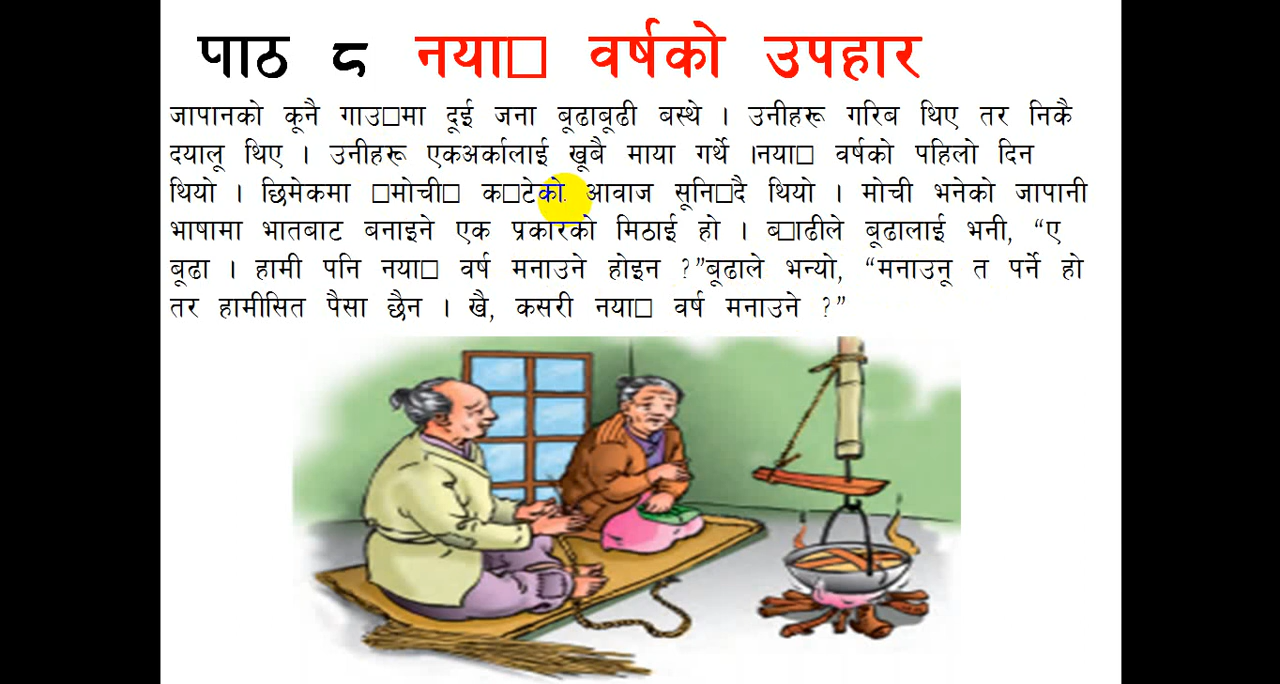 पाठ ८ नया□ वर्षको उपहार
जापानको कूनै गाउ□मा दूई जना बूढाबूढी बस्थे । उनीहरू गरिब थिए तर निकै
दयालू थिए । उनीहरू एकअर्कालाई खूबै माया गर्थे ।नया□ वर्षको पहिलो दिन
थियो । छिमेकमा □मोची□ क□टेको आवाज सूनि□दै थियो । मोची भनेको जापानी
भाषामा भातबाट बनाइने एक प्रकारको मिठाई हो । ब□ाढीले बूढालाई भनी, “ए
बूढा । हामी पनि नया□ वर्ष मनाउने होइन ?”बूढाले भन्यो, “मनाउनू त पर्ने हो
तर हामीसित पैसा छैन । खै, कसरी नया□ वर्ष मनाउने ?”